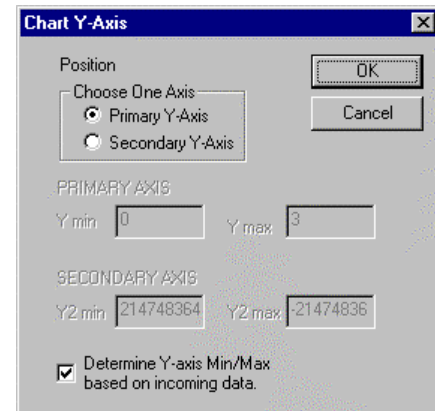 Chart Y-Axis
Position
OK
Choose One Axis
Primary Y-Axis
Cancel
Secondary Y-Axis
PRIMARY AXIS
Y min 0 Y max 3
SECONDARY AXIS
Y2 min 214748364 Y2 max -21474836
Determine Y-axis Min/Max
based on incoming data.